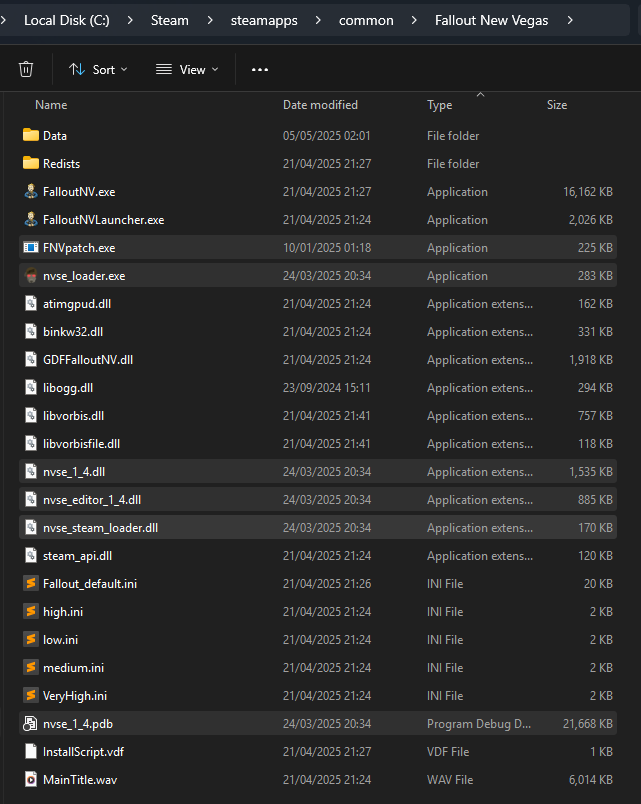 Local Disk (C:) > Steam > steamapps > common > Fallout New Vegas >
Sort View
Name Date modified Type Size
Data 05/05/2025 02:01 File folder
Redists 21/04/2025 21:27 File folder
FalloutNV.exe 21/04/2025 21:27 Application 16,162 KB
FalloutNVLauncher.exe 21/04/2025 21:24 Application 2,026 KB
FNVpatch.exe 10/01/2025 01:18 Application 225 KB
nvse_loader.exe 24/03/2025 20:34 Application 283 KB
atimgpud.dll 21/04/2025 21:24 Application extens... 162 KB
binkw32.dll 21/04/2025 21:24 Application extens... 331 KB
GDFFalloutNV.dll 21/04/2025 21:24 Application extens... 1,918 KB
libogg.dll 23/09/2024 15:11 Application extens... 294 KB
libvorbis.dll 21/04/2025 21:41 Application extens... 757 KB
libvorbisfile.dll 21/04/2025 21:41 Application extens... 118 KB
nvse_1_4.dll 24/03/2025 20:34 Application extens... 1,535 KB
nvse_editor_1_4.dll 24/03/2025 20:34 Application extens... 885 KB
nvse_steam_loader.dll 24/03/2025 20:34 Application extens... 170 KB
steam_api.dll 21/04/2025 21:24 Application extens... 120 KB
Fallout_default.ini 21/04/2025 21:26 INI File 20 KB
high.ini 21/04/2025 21:24 INI File 2 KB
low.ini 21/04/2025 21:24 INI File 2 KB
medium.ini 21/04/2025 21:24 INI File 2 KB
VeryHigh.ini 21/04/2025 21:24 INI File 2 KB
nvse_1_4.pdb 24/03/2025 20:34 Program Debug D... 21,668 KB
InstallScript.vdf 21/04/2025 21:27 VDF File 1 KB
MainTitle.wav 21/04/2025 21:24 WAV File 6,014 KB